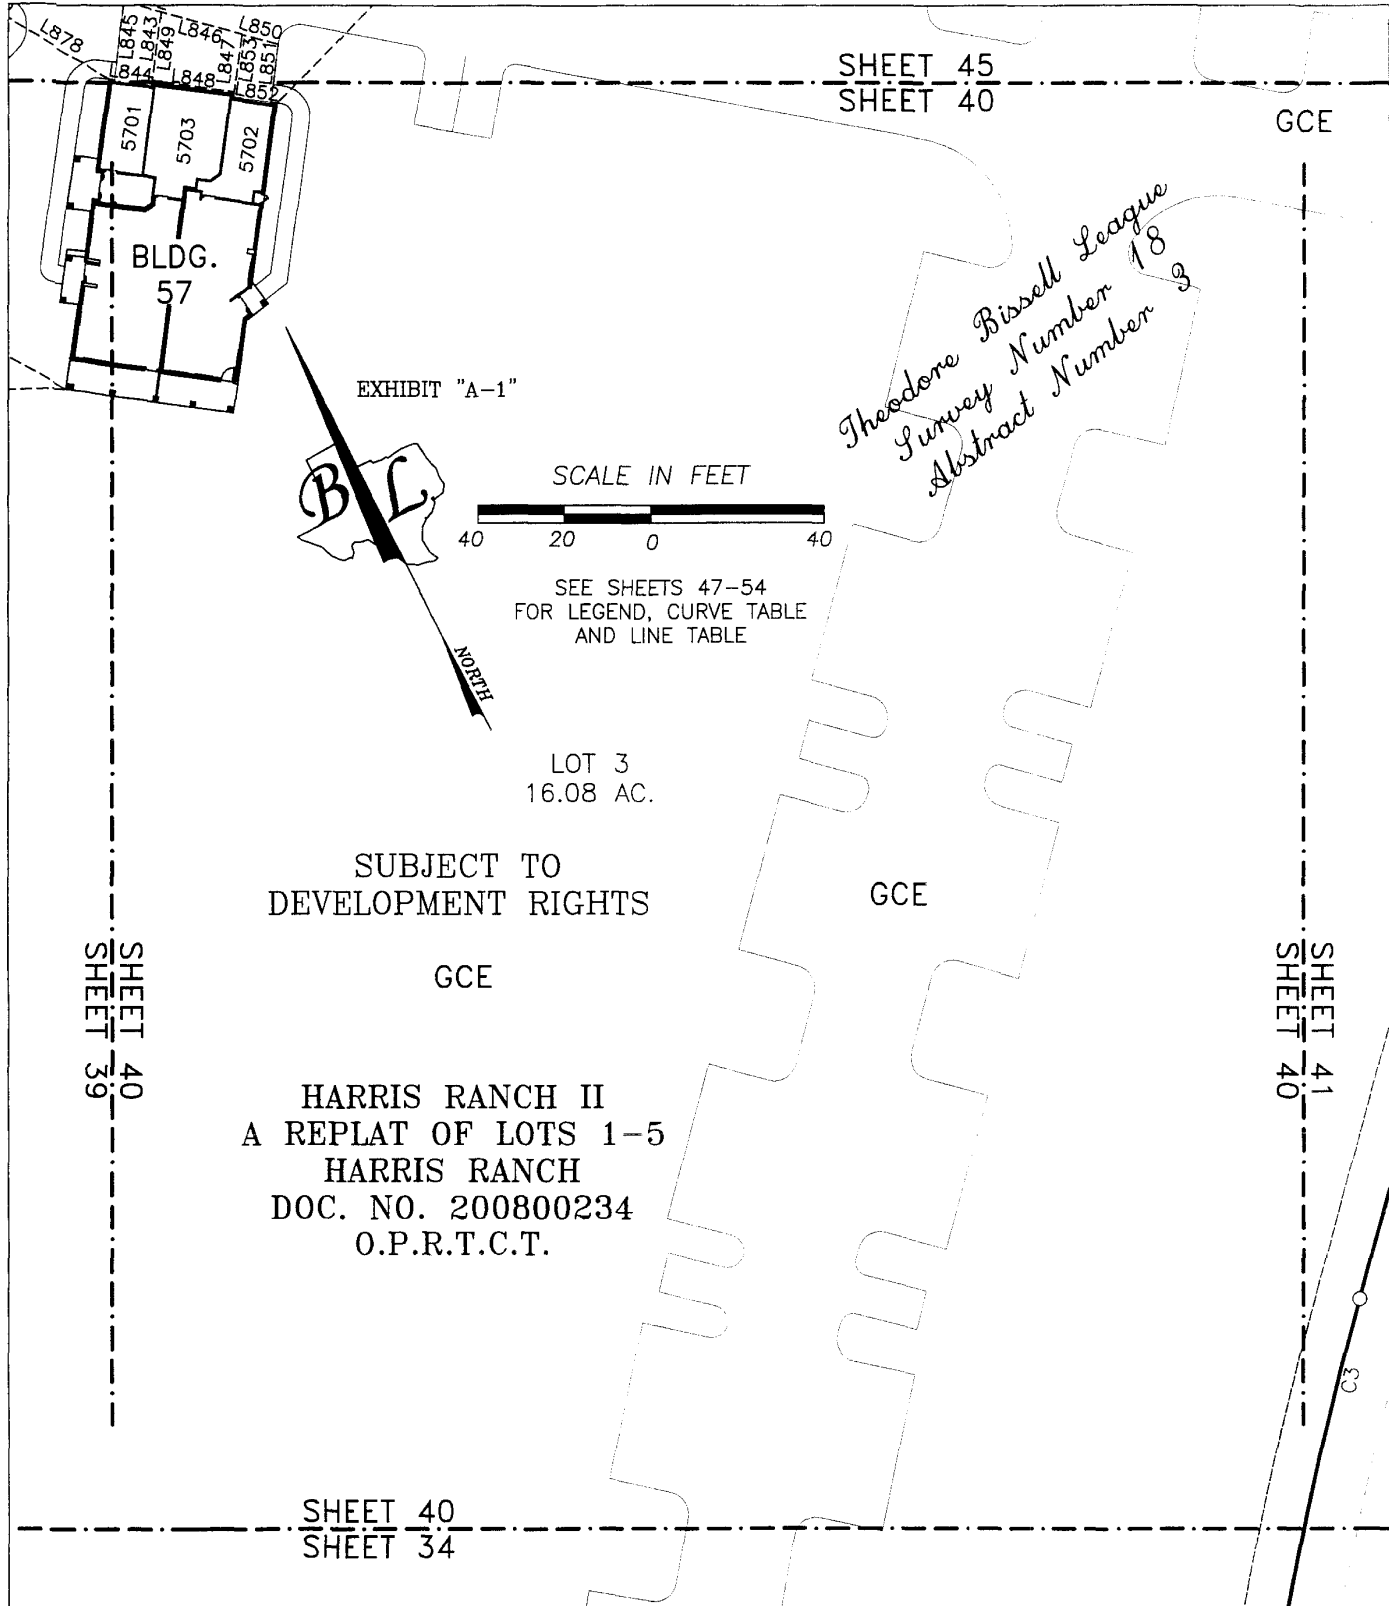 L878
L845
L843
L849
L846
L850
L847
L853
L851
L844
L848
L852
SHEET 45
SHEET 40
GCE
5701
5703
5702
BLDG.
57
Theodore Bissell League
Survey Number 18
Abstract Number 3
EXHIBIT "A-1"
B L
SCALE IN FEET
40 20 0 40
SEE SHEETS 47-54
FOR LEGEND, CURVE TABLE
AND LINE TABLE
NORTH
LOT 3
16.08 AC.
SUBJECT TO
DEVELOPMENT RIGHTS
GCE
GCE
SHEET 40
SHEET 39
SHEET 41
SHEET 40
HARRIS RANCH II
A REPLAT OF LOTS 1-5
HARRIS RANCH
DOC. NO. 200800234
O.P.R.T.C.T.
C3
SHEET 40
SHEET 34